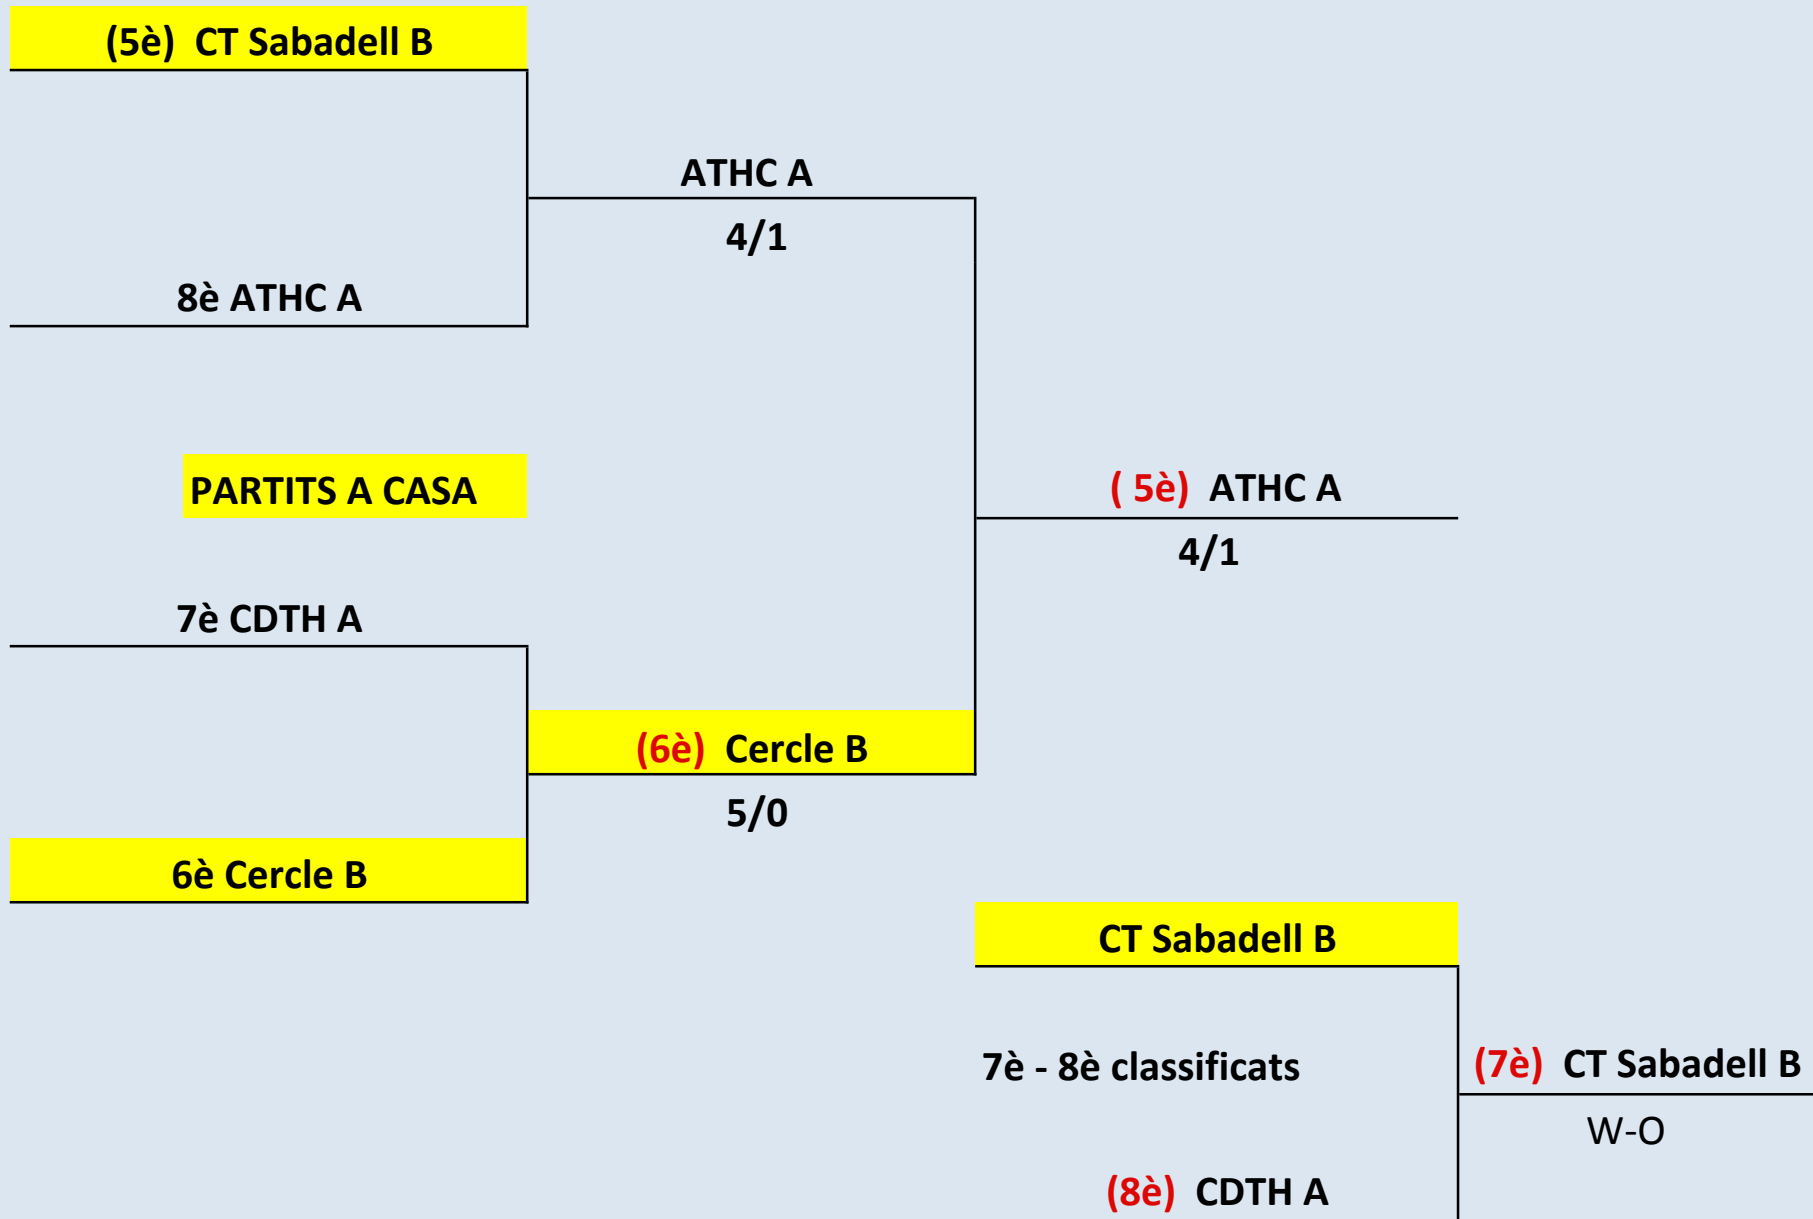 (5è) CT Sabadell B
ATHC A
4/1
8è ATHC A
PARTITS A CASA
( 5è) ATHC A
4/1
7è CDTH A
(6è) Cercle B
5/0
6è Cercle B
CT Sabadell B
7è - 8è classificats
(7è) CT Sabadell B
W-O
(8è) CDTH A